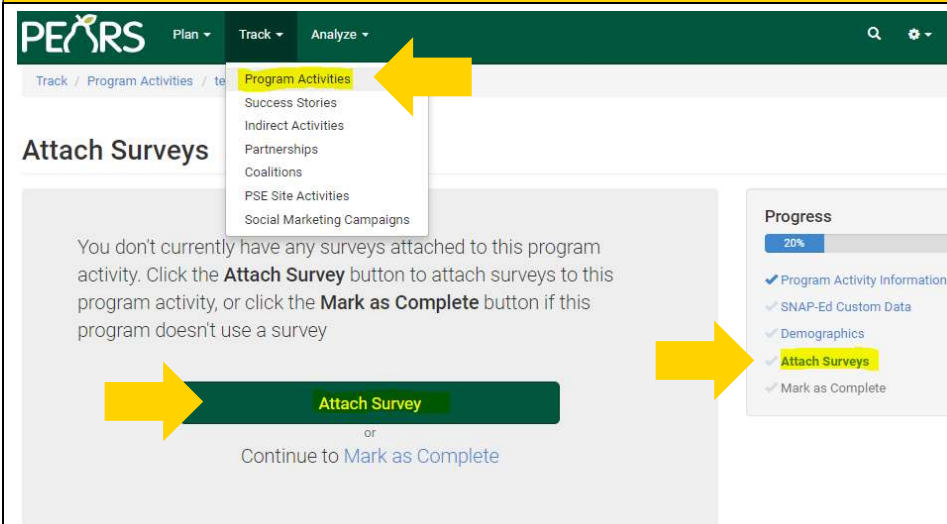 PEARS Plan Track Analyze
Track / Program Activities / te
Program Activities
Success Stories
Indirect Activities
Partnerships
Coalitions
PSE Site Activities
Social Marketing Campaigns
Attach Surveys
You don't currently have any surveys attached to this program
activity. Click the Attach Survey button to attach surveys to this
program activity, or click the Mark as Complete button if this
program doesn't use a survey
Attach Survey
or
Continue to Mark as Complete
Progress
20%
Program Activity Information
SNAP-Ed Custom Data
Demographics
Attach Surveys
Mark as Complete